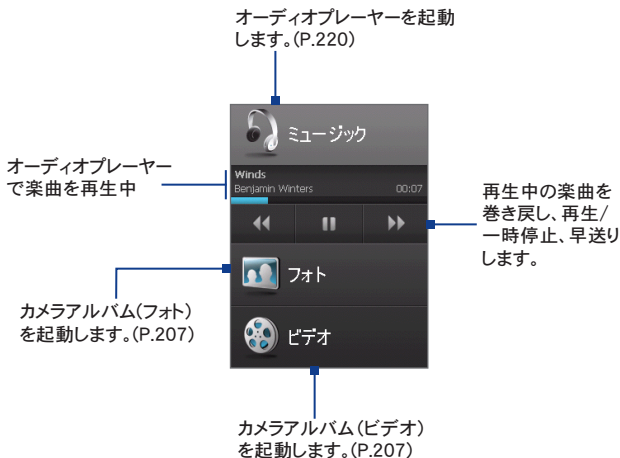 オーディオプレーヤーを起動
します。(P.220)
ミュージック
オーディオプレーヤー
で楽曲を再生中
Winds
Benjamin Winters 00:07
再生中の楽曲を
巻き戻し、再生/
一時停止、早送り
します。
フォト
カメラアルバム(フォト)
を起動します。(P.207)
ビデオ
カメラアルバム(ビデオ)
を起動します。(P.207)